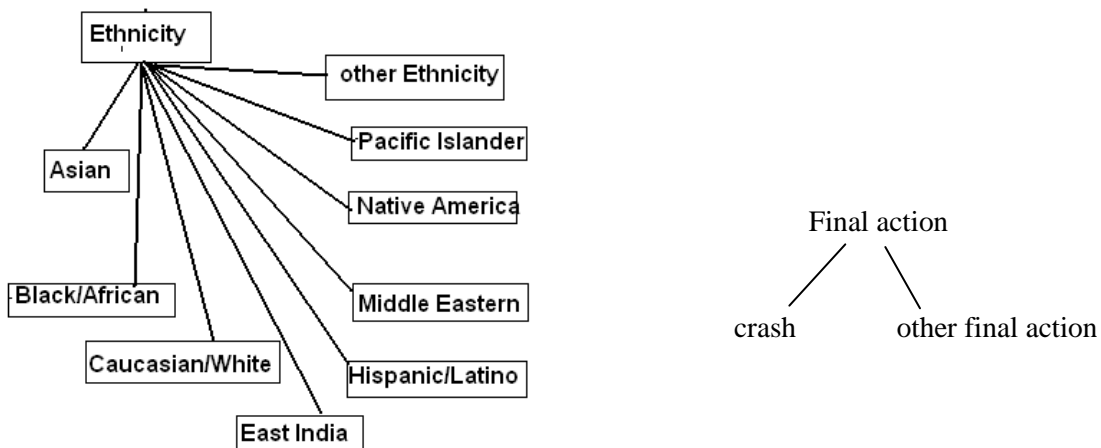 Ethnicity
other Ethnicity
Pacific Islander
Asian
Native America
Final action
Black/African
Middle Eastern
crash
other final action
Caucasian/White
Hispanic/Latino
East India